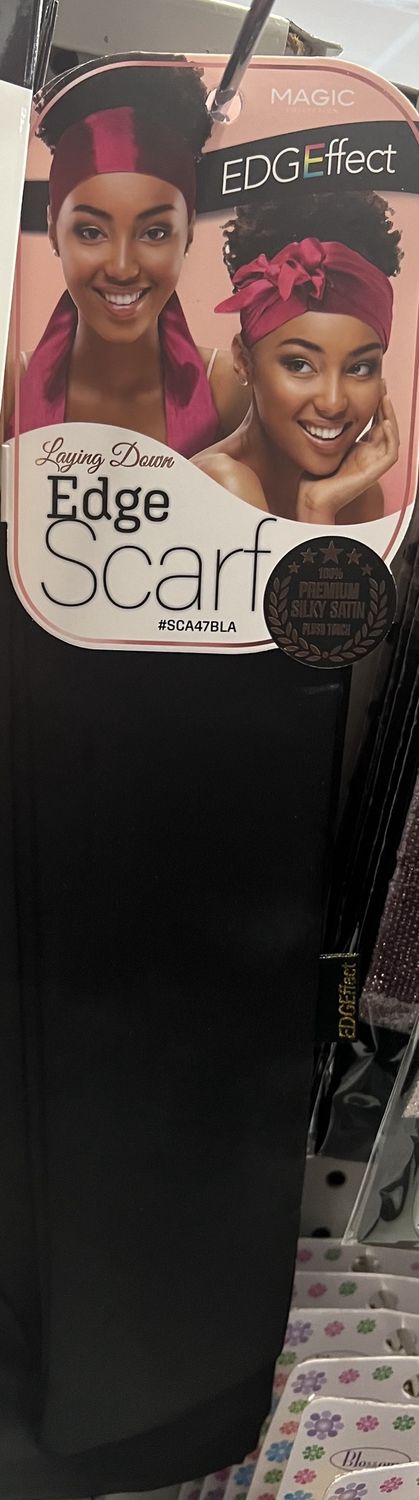 MAGIC
COLLECTION
EDGEffect
Laying Down
Edge
Scarf
#SCA47BLA
100%
PREMIUM
SILKY SATIN
PLUSH TOUCH
EDGEffect